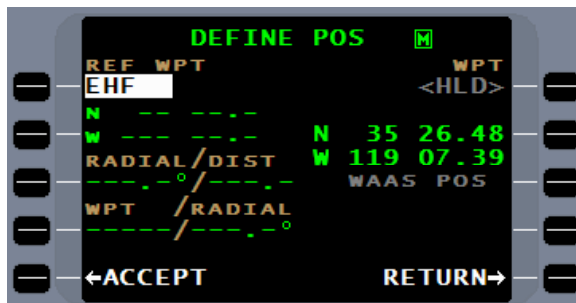 DEFINE POS M
REF WPT WPT
EHF <HLD>
N -- --.-
W --- --.- N 35 26.48
RADIAL/DIST W 119 07.39
---.-°/---.- WAAS POS
WPT /RADIAL
-----/---.-°
←ACCEPT RETURN→